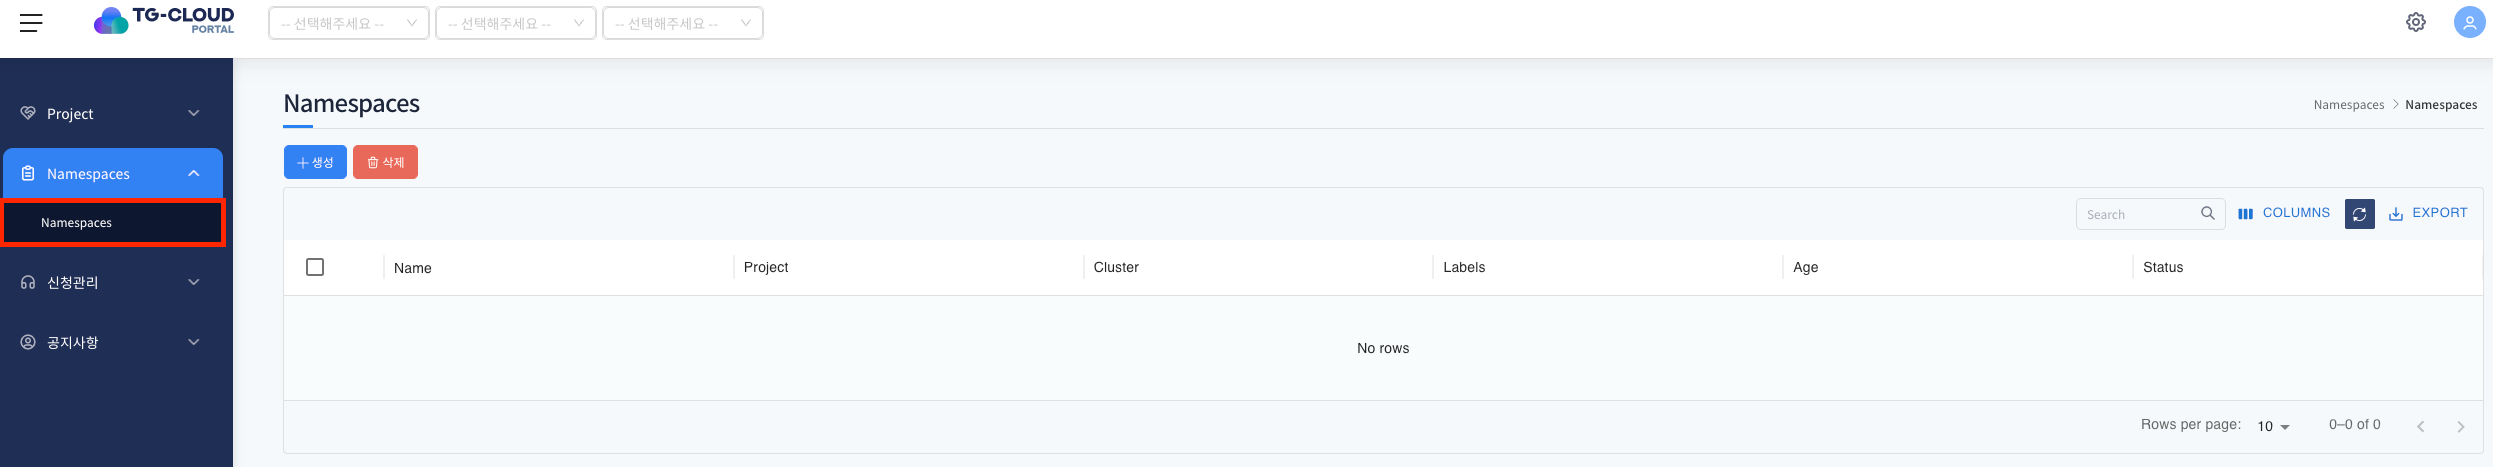 TG-CLOUD
PORTAL
-- 선택해주세요 --
-- 선택해주세요 --
-- 선택해주세요 --
Project
Namespaces
Namespaces
신청관리
공지사항
Namespaces
Namespaces > Namespaces
생성
삭제
Search
COLUMNS
EXPORT
Name
Project
Cluster
Labels
Age
Status
No rows
Rows per page: 10
0–0 of 0